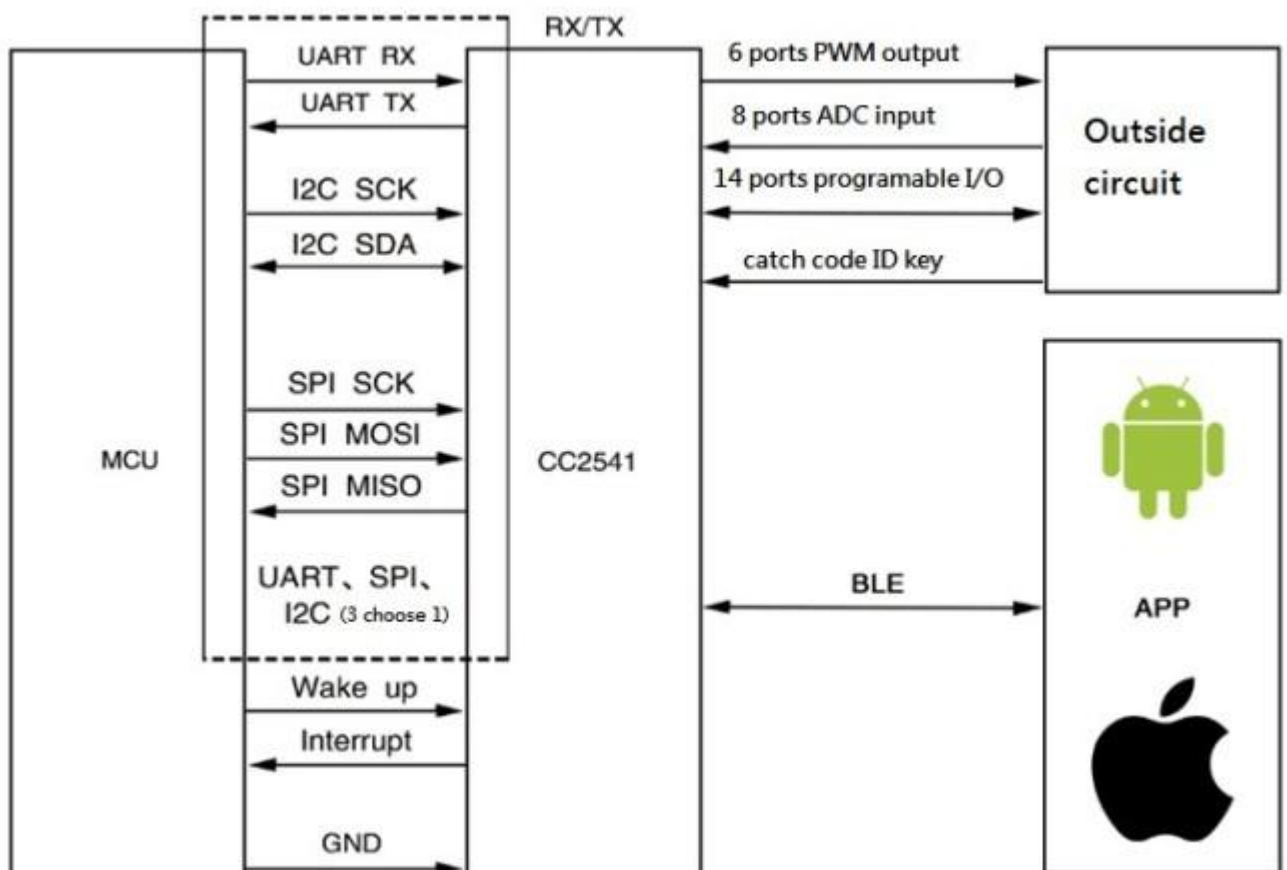 RX/TX
UART RX
UART TX
I2C SCK
I2C SDA
SPI SCK
SPI MOSI
SPI MISO
UART、SPI、
I2C (3 choose 1)
Wake up
Interrupt
GND
MCU
CC2541
6 ports PWM output
8 ports ADC input
14 ports programable I/O
catch code ID key
Outside
circuit
BLE
APP